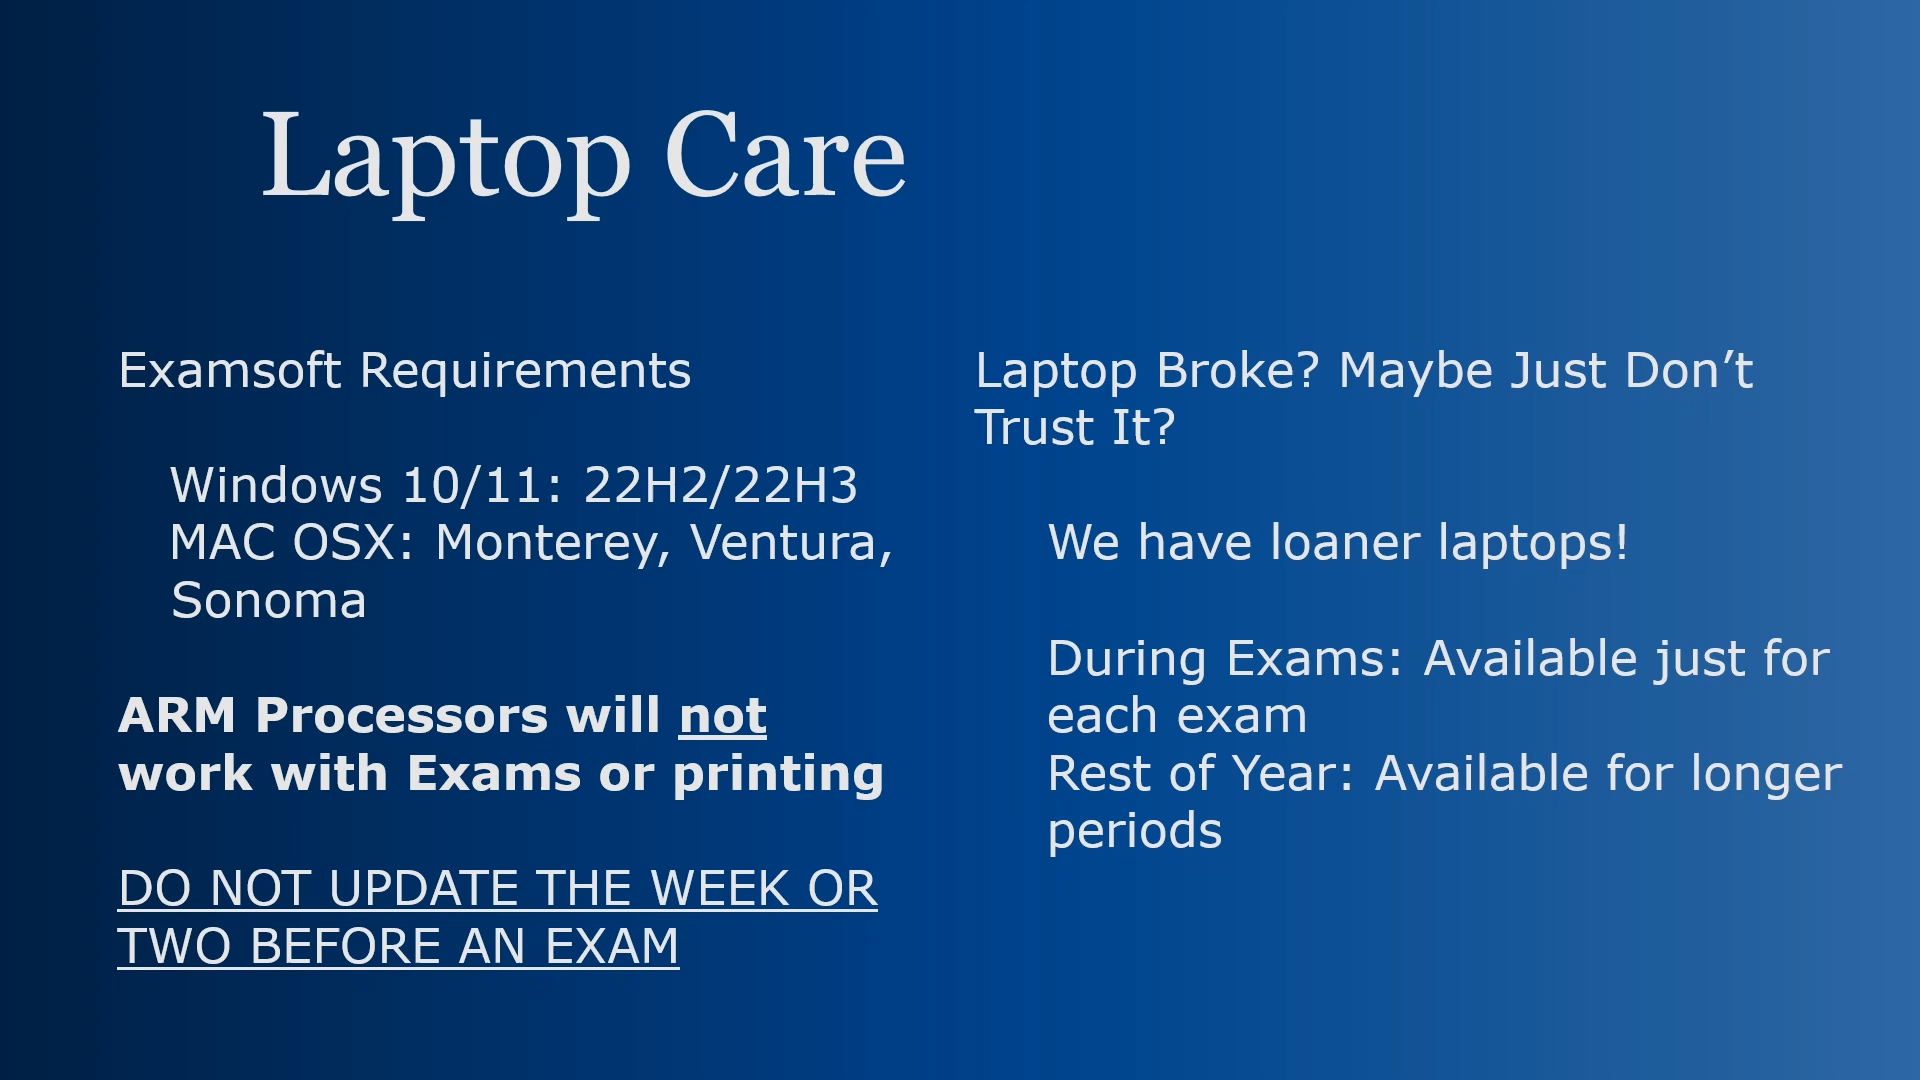 Laptop Care
Examsoft Requirements
Windows 10/11: 22H2/22H3
MAC OSX: Monterey, Ventura,
Sonoma
ARM Processors will not
work with Exams or printing
DO NOT UPDATE THE WEEK OR
TWO BEFORE AN EXAM
Laptop Broke? Maybe Just Don’t
Trust It?
We have loaner laptops!
During Exams: Available just for
each exam
Rest of Year: Available for longer
periods